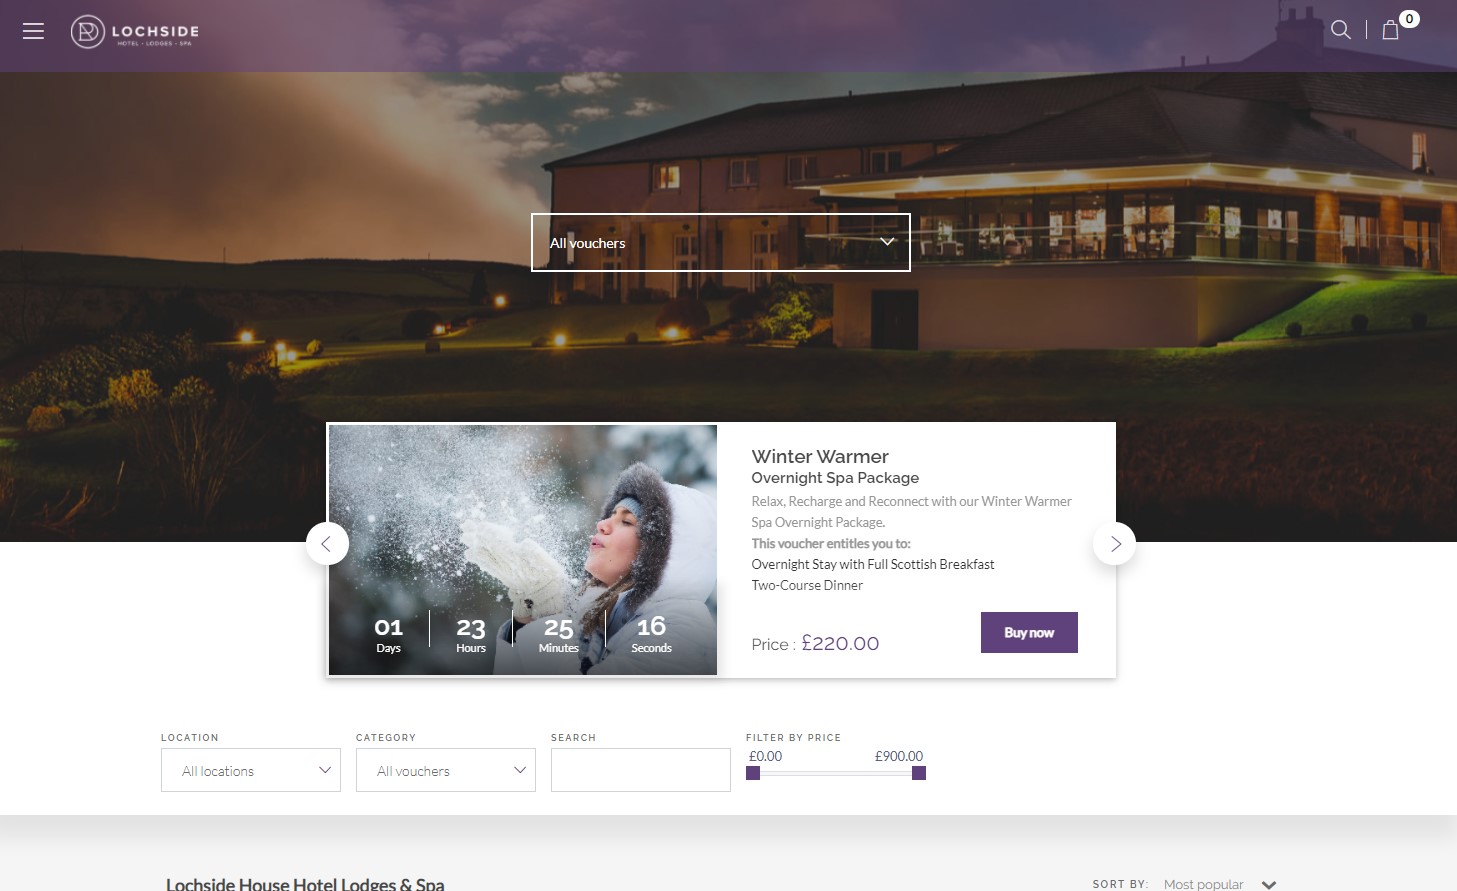 LOCHSIDE
HOTEL - LODGES - SPA
0
All vouchers
Winter Warmer
Overnight Spa Package
Relax, Recharge and Reconnect with our Winter Warmer
Spa Overnight Package.
This voucher entitles you to:
Overnight Stay with Full Scottish Breakfast
Two-Course Dinner
01 23 25 16
Days Hours Minutes Seconds
Price : £220.00
Buy now
LOCATION CATEGORY SEARCH FILTER BY PRICE
£0.00 £900.00
All locations All vouchers
Lochside House Hotel Lodges & Spa
SORT BY: Most popular